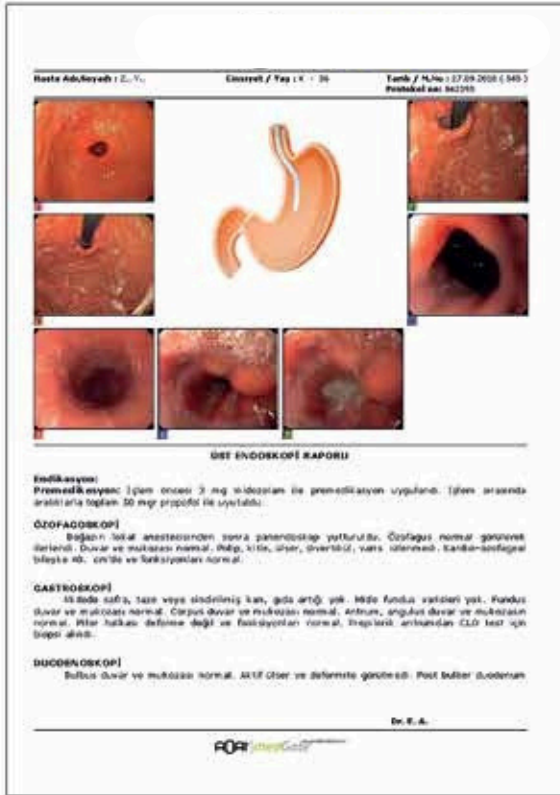 Hasta Adı/Soyadı : Z.. Y..
Cinsiyet / Yaş : K - 36
Tarih / M.No : 27.09.2010 ( 545 )
Protokol no:
ÜST ENDOSKOPİ RAPORU
Endikasyon:
Premedikasyon: İşlem öncesi 3 mg midozolam ile premedikasyon uygulandı. İşlem sırasında
aralıklarla toplam 50 mgr propofol ile uyutuldu.
ÖZOFAGOSKOPİ
Boğazın lokal anestezisinden sonra panendoskop yutturuldu. Özofagus normal görülerek
ilerlendi. Duvar ve mukozası normal. Polip, kitle, ülser, divertikül, varis izlenmedi. Kardio-özofageal
bileşke 40. cm'de ve fonksiyonları normal.
GASTROSKOPİ
Midede safra, taze veya sindirilmiş kan, gıda artığı yok. Mide fundus varisleri yok. Fundus
duvar ve mukozası normal. Corpus duvar ve mukozası normal. Antrum, angulus duvar ve mukozası
normal. Pilor halkası deforme değil ve fonksiyonları normal. Prepilorik antrumdan CLO test için
biopsi alındı.
DUODENOSKOPİ
Bulbus duvar ve mukozası normal. Aktif ülser ve deformite görülmedi. Post bulber duodenum
Dr. E. A.
medGate